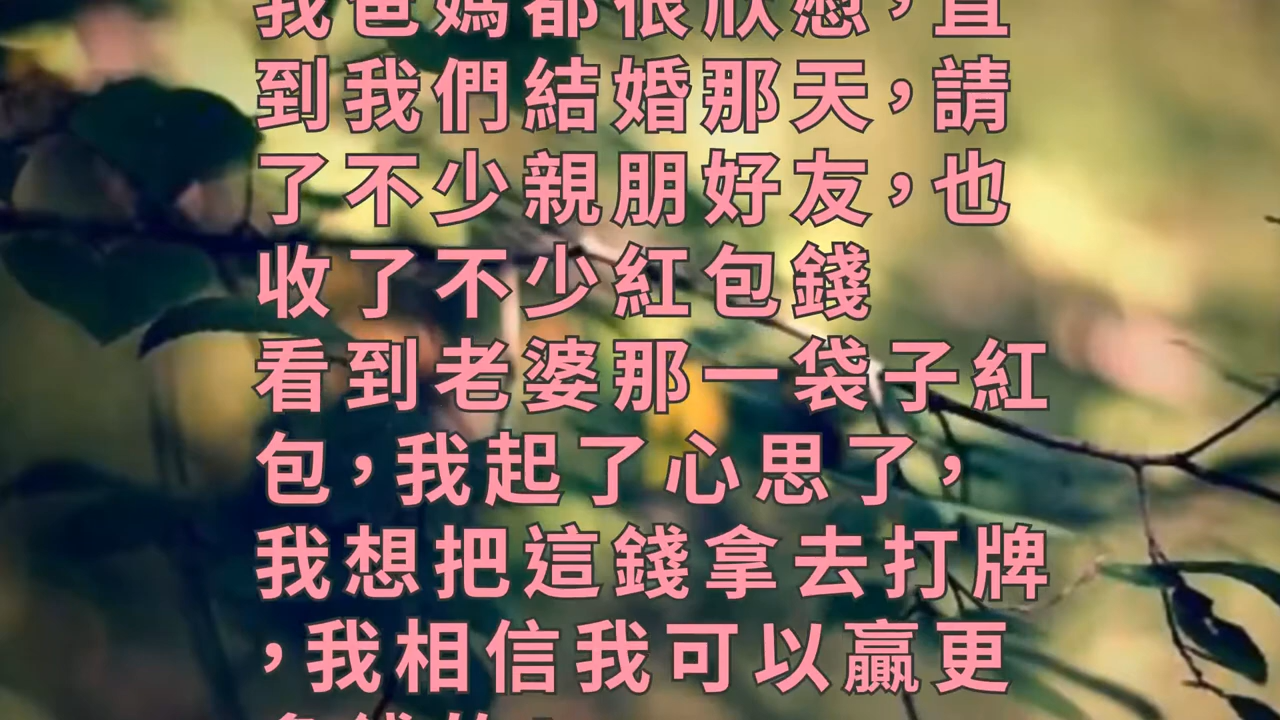 我爸媽都很欣慰，直
到我們結婚那天，請
了不少親朋好友，也
收了不少紅包錢
看到老婆那一袋子紅
包，我起了心思了，
我想把這錢拿去打牌
，我相信我可以贏更